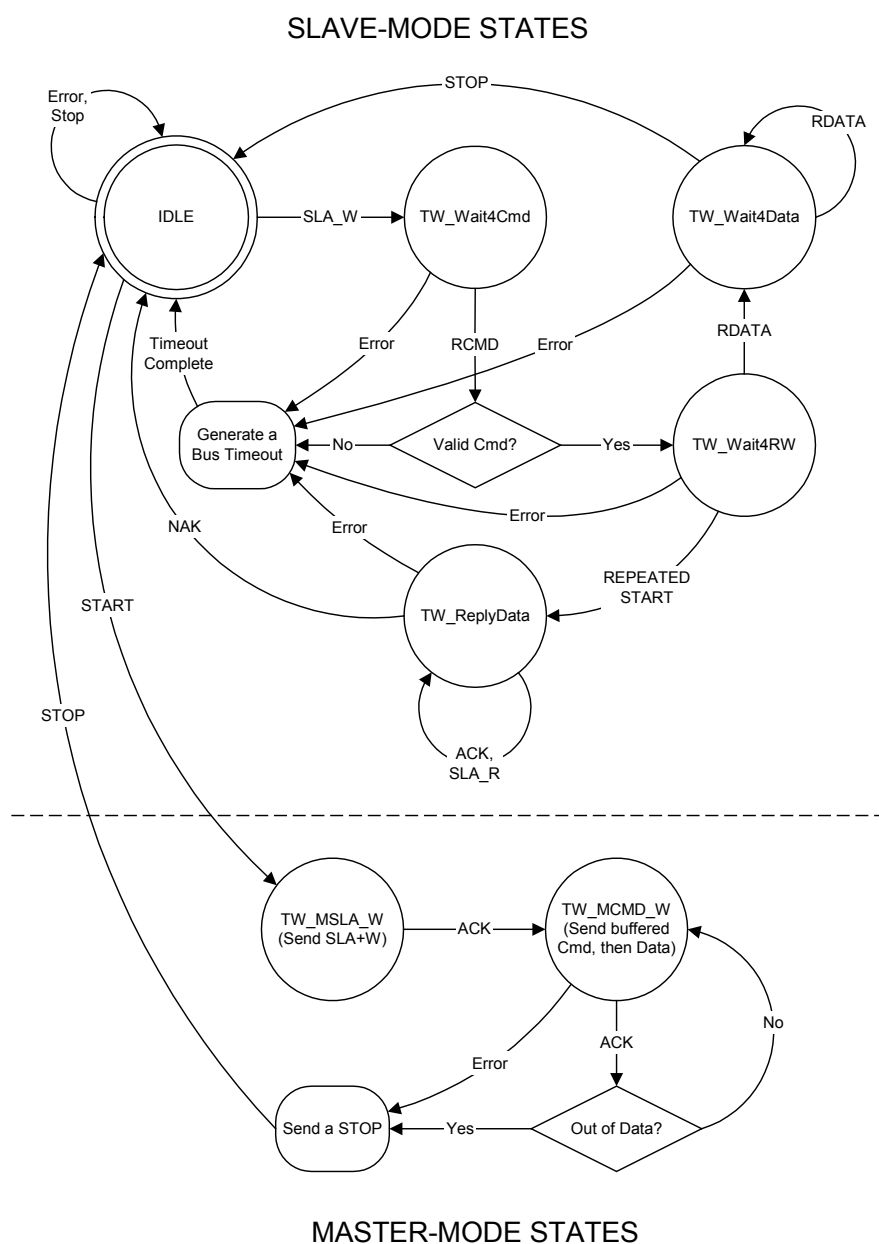 SLAVE-MODE STATES
STOP
Error,
Stop
RDATA
IDLE
SLA_W
TW_Wait4Cmd
TW_Wait4Data
Timeout
Complete
Error
RCMD
Error
RDATA
Generate a
Bus Timeout
No
Valid Cmd?
Yes
TW_Wait4RW
NAK
Error
Error
REPEATED
START
START
TW_ReplyData
STOP
ACK,
SLA_R
TW_MSLA_W
(Send SLA+W)
ACK
TW_MCMD_W
(Send buffered
Cmd, then Data)
No
Error
ACK
Send a STOP
Yes
Out of Data?
MASTER-MODE STATES